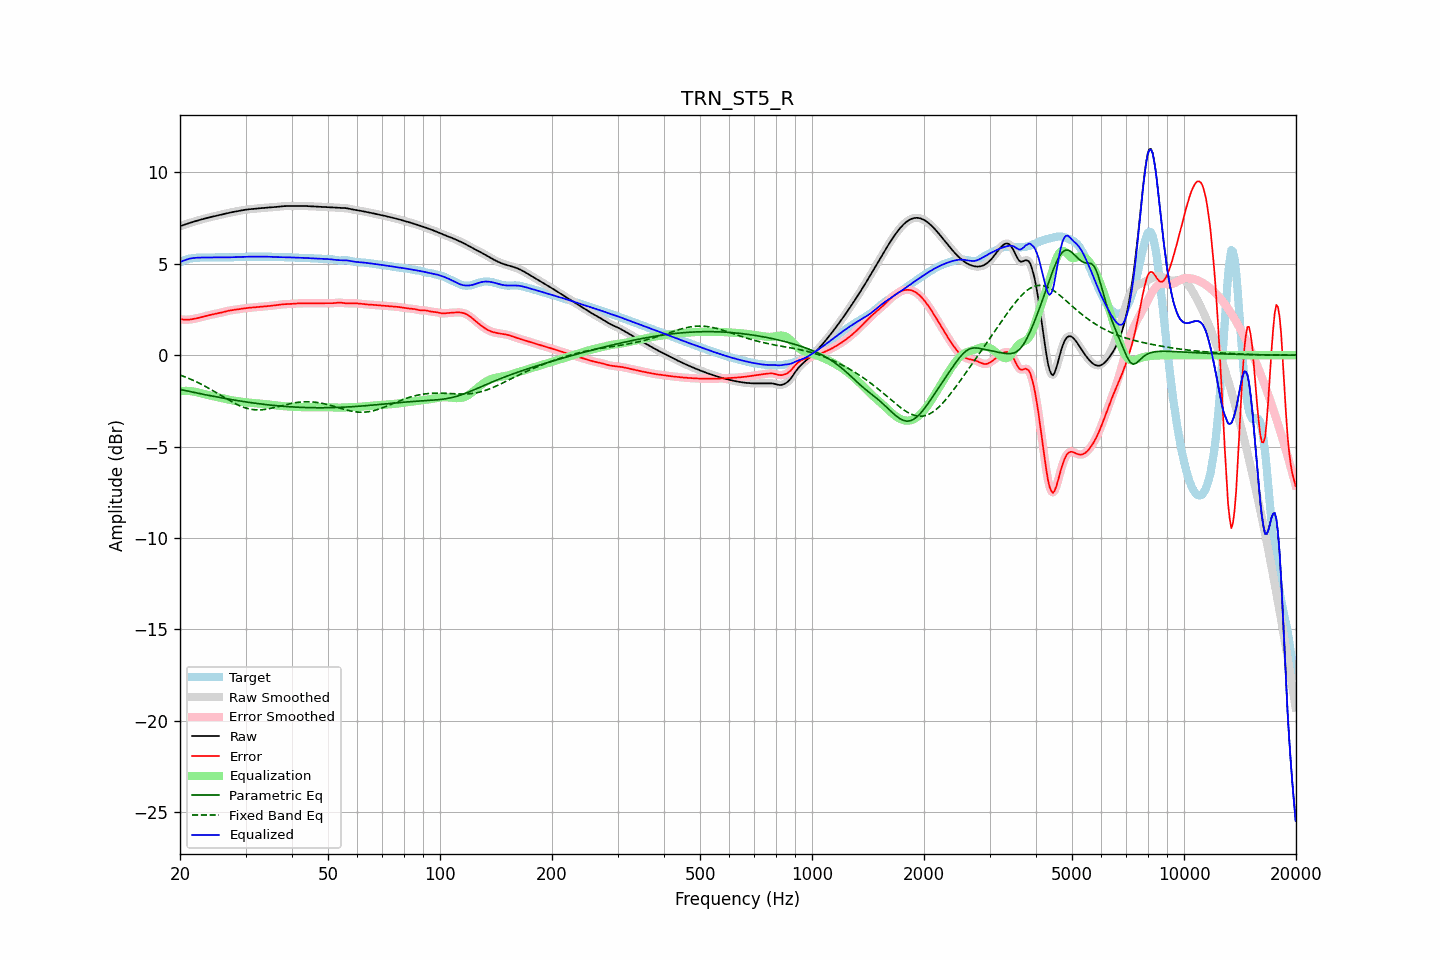 TRN_ST5_R
10
5
0
−5
−10
−15
−20
−25
Amplitude (dBr)
Target
Raw Smoothed
Error Smoothed
Raw
Error
Equalization
Parametric Eq
Fixed Band Eq
Equalized
20 50 100 200 500 1000 2000 5000 10000 20000
Frequency (Hz)